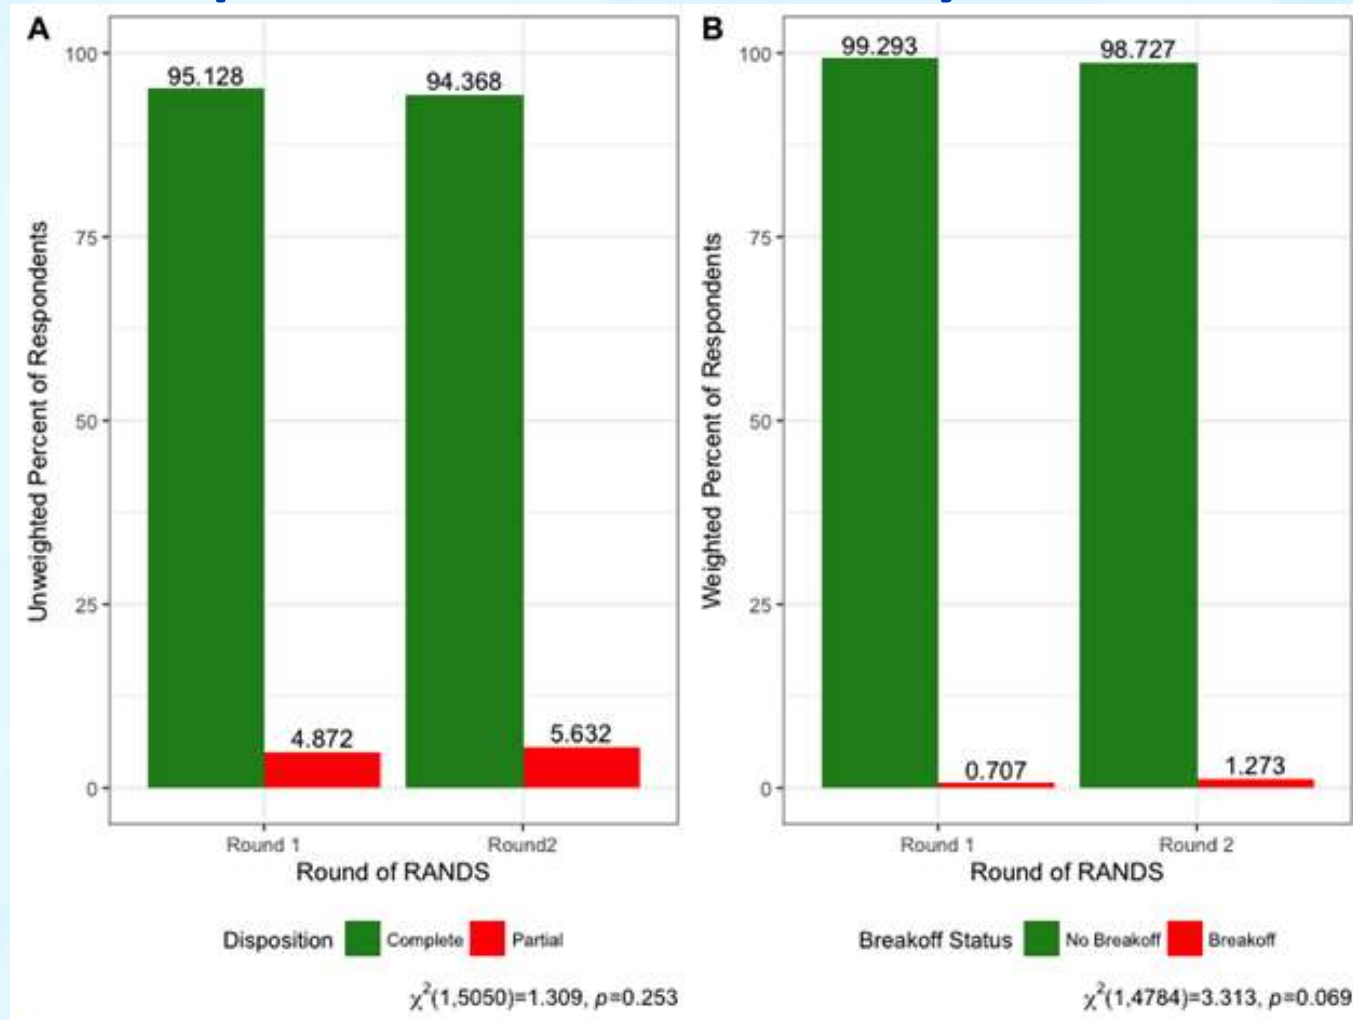 A
Unweighted Percent of Respondents
100
75
50
25
0
95.128
4.872
94.368
5.632
Round 1
Round2
Round of RANDS
Disposition Complete Partial
χ²(1,5050)=1.309, p=0.253
B
Weighted Percent of Respondents
100
75
50
25
0
99.293
0.707
98.727
1.273
Round 1
Round 2
Round of RANDS
Breakoff Status No Breakoff Breakoff
χ²(1,4784)=3.313, p=0.069